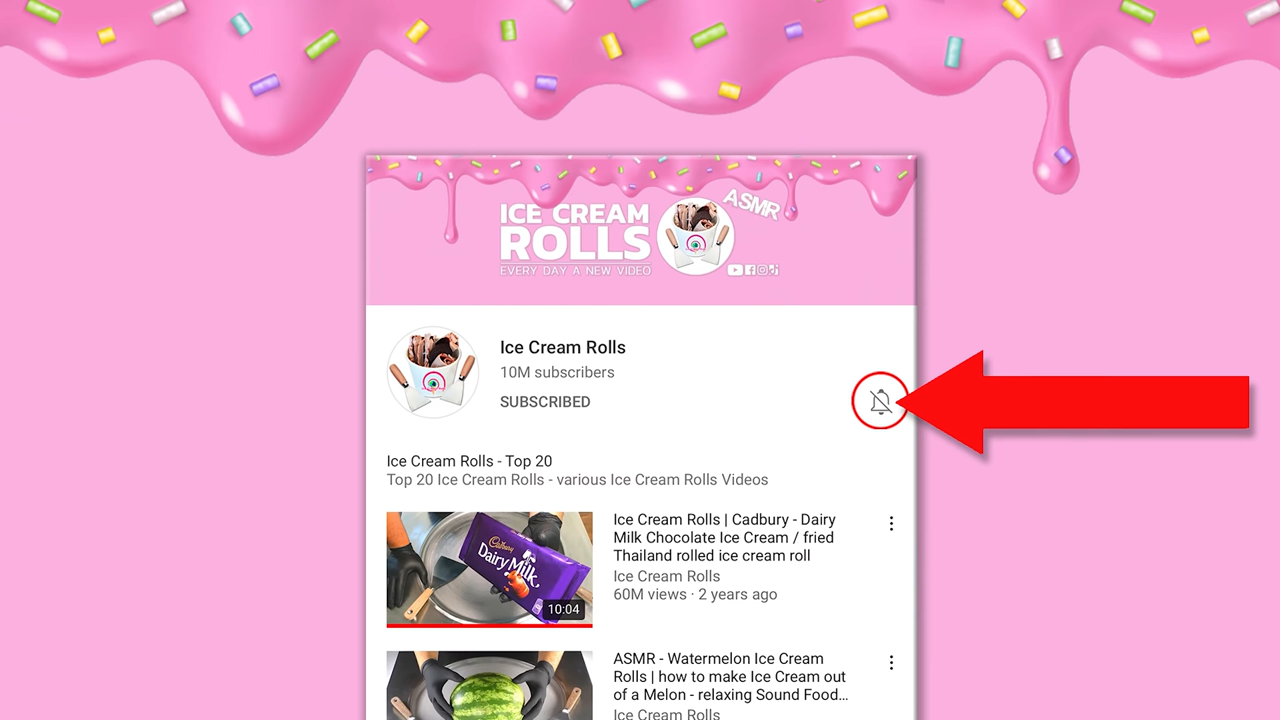 ICE CREAM
ROLLS
ASMR
EVERY DAY A NEW VIDEO
Ice Cream Rolls
10M subscribers
SUBSCRIBED
Ice Cream Rolls - Top 20
Top 20 Ice Cream Rolls - various Ice Cream Rolls Videos
Cadbury
Dairy Milk
10:04
Ice Cream Rolls | Cadbury - Dairy
Milk Chocolate Ice Cream / fried
Thailand rolled ice cream roll
Ice Cream Rolls
60M views · 2 years ago
ASMR - Watermelon Ice Cream
Rolls | how to make Ice Cream out
of a Melon - relaxing Sound Food...
Ice Cream Rolls